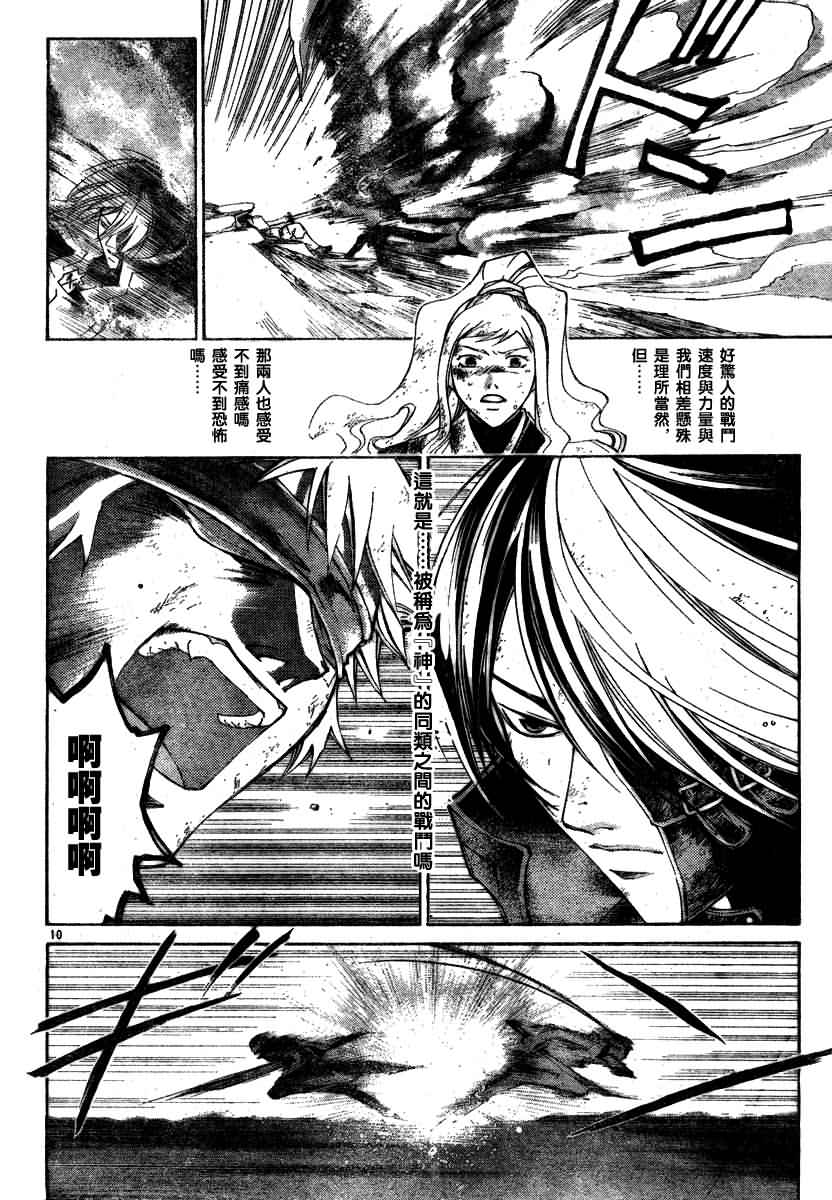 ドーン
好驚人的戰鬥
速度與力量與
我們相差懸殊
是理所當然，
但……
那兩人也感受
不到痛感嗎
感受不到恐怖
嗎……
這就是……被稱為『神』的同類之間的戰鬥嗎
啊啊啊啊
10